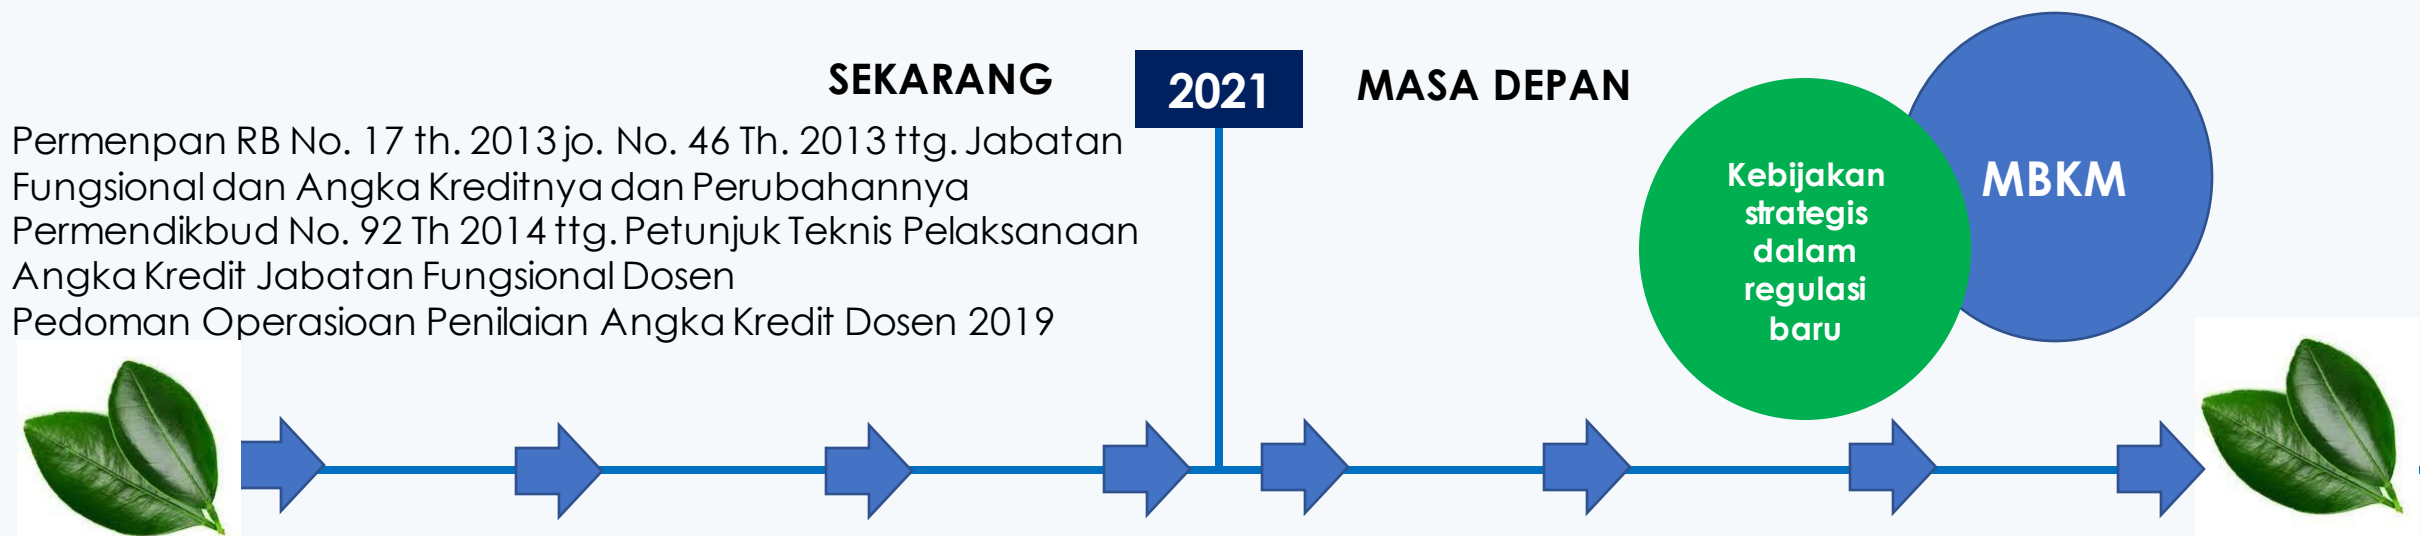 SEKARANG
2021
MASA DEPAN
Permenpan RB No. 17 th. 2013 jo. No. 46 Th. 2013 ttg. Jabatan
Fungsional dan Angka Kreditnya dan Perubahannya
Permendikbud No. 92 Th 2014 ttg. Petunjuk Teknis Pelaksanaan
Angka Kredit Jabatan Fungsional Dosen
Pedoman Operasioan Penilaian Angka Kredit Dosen 2019
Kebijakan
strategis
dalam
regulasi
baru
MBKM